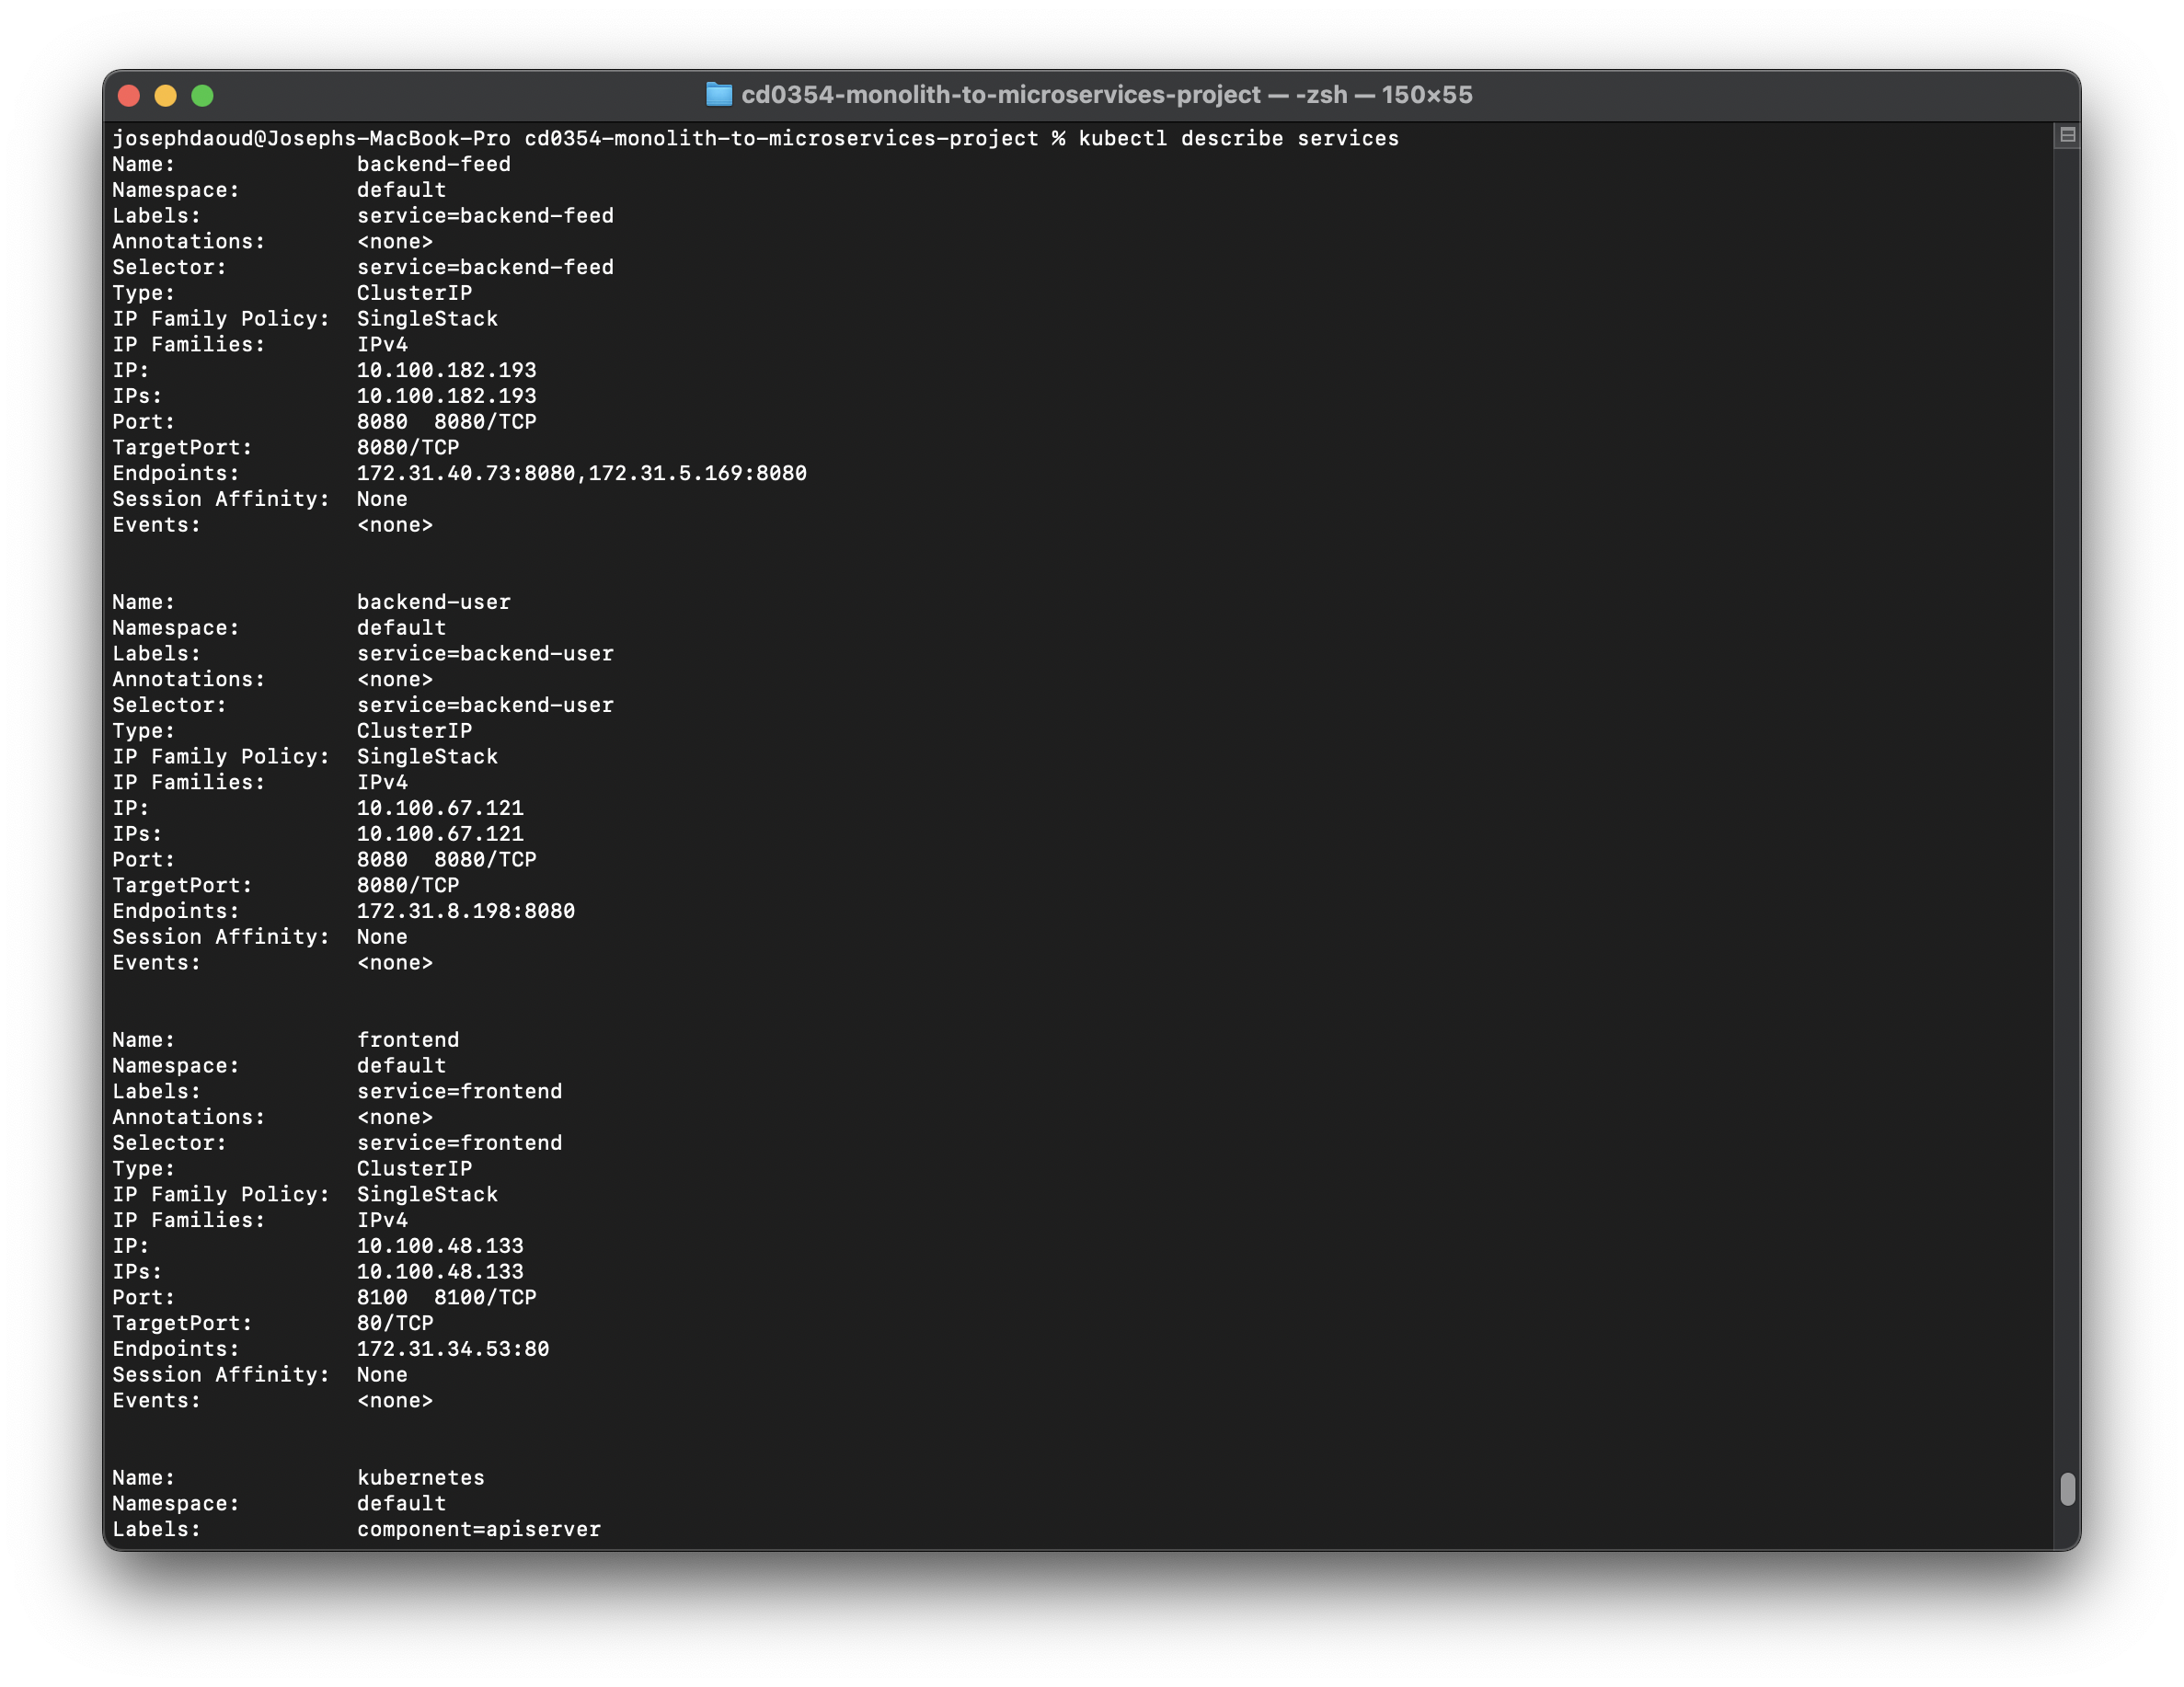 cd0354-monolith-to-microservices-project — -zsh — 150×55
josephdaoud@Josephs-MacBook-Pro cd0354-monolith-to-microservices-project % kubectl describe services
Name:              backend-feed
Namespace:         default
Labels:            service=backend-feed
Annotations:       <none>
Selector:          service=backend-feed
Type:              ClusterIP
IP Family Policy:  SingleStack
IP Families:       IPv4
IP:                10.100.182.193
IPs:               10.100.182.193
Port:              8080  8080/TCP
TargetPort:        8080/TCP
Endpoints:         172.31.40.73:8080,172.31.5.169:8080
Session Affinity:  None
Events:            <none>
Name:              backend-user
Namespace:         default
Labels:            service=backend-user
Annotations:       <none>
Selector:          service=backend-user
Type:              ClusterIP
IP Family Policy:  SingleStack
IP Families:       IPv4
IP:                10.100.67.121
IPs:               10.100.67.121
Port:              8080  8080/TCP
TargetPort:        8080/TCP
Endpoints:         172.31.8.198:8080
Session Affinity:  None
Events:            <none>
Name:              frontend
Namespace:         default
Labels:            service=frontend
Annotations:       <none>
Selector:          service=frontend
Type:              ClusterIP
IP Family Policy:  SingleStack
IP Families:       IPv4
IP:                10.100.48.133
IPs:               10.100.48.133
Port:              8100  8100/TCP
TargetPort:        80/TCP
Endpoints:         172.31.34.53:80
Session Affinity:  None
Events:            <none>
Name:              kubernetes
Namespace:         default
Labels:            component=apiserver